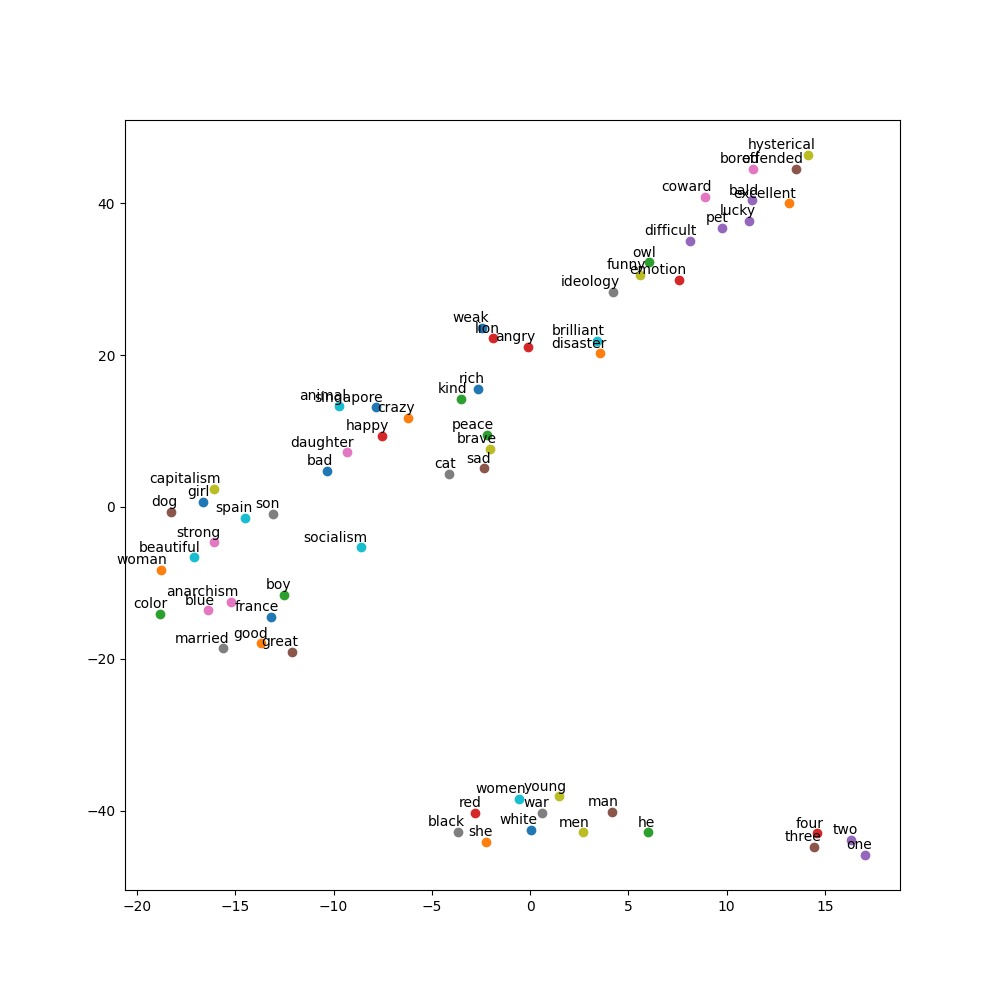 hysterical
bored
offended
coward
bald
excellent
lucky
pet
difficult
owl
funny
emotion
ideology
weak
lion
angry
brilliant
disaster
rich
kind
animal
singapore
crazy
happy
peace
brave
daughter
sad
cat
bad
capitalism
girl
dog
spain
son
strong
socialism
beautiful
woman
boy
anarchism
blue
color
france
good
married
great
women
young
red
war
man
black
white
men
he
she
four
three
two
one
40
20
0
−20
−40
−20
−15
−10
−5
0
5
10
15